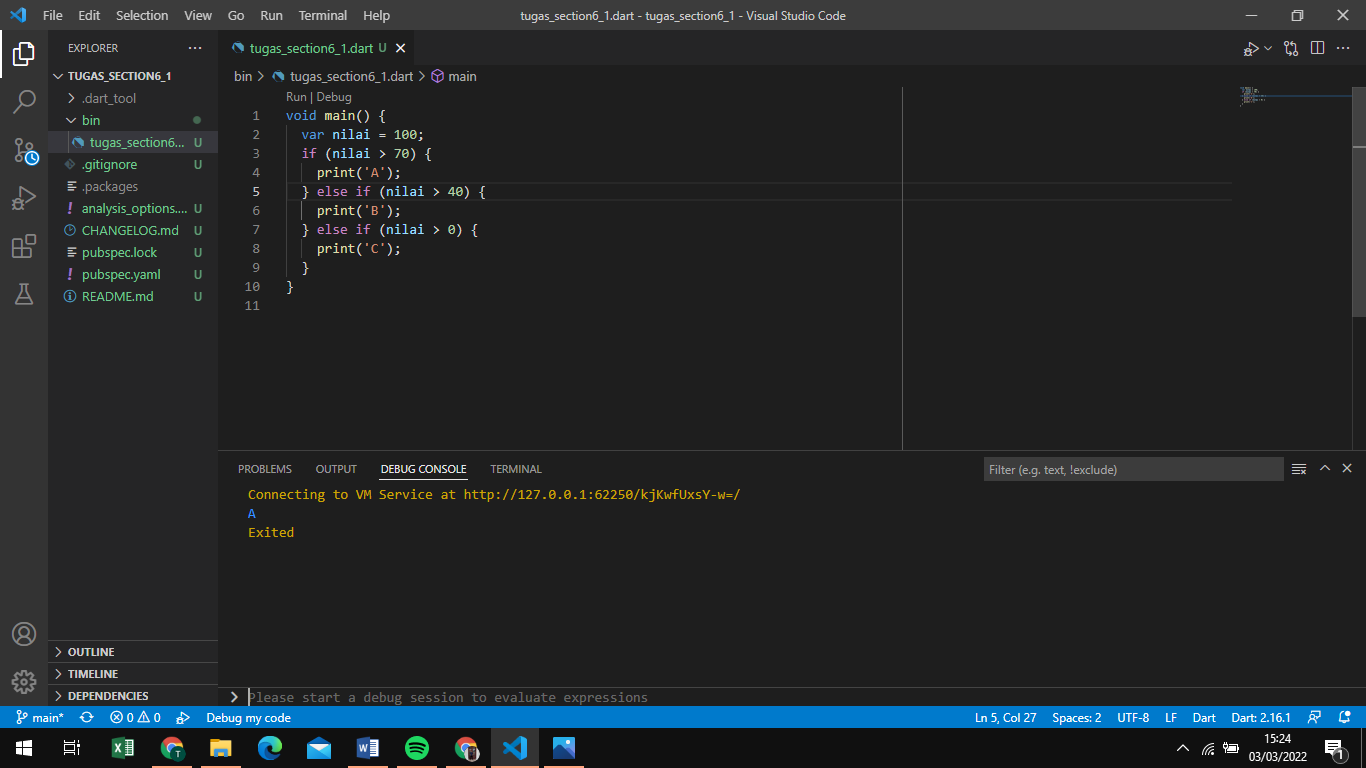 File Edit Selection View Go Run Terminal Help tugas_section6_1.dart - tugas_section6_1 - Visual Studio Code
EXPLORER
TUGAS_SECTION6_1
.dart_tool
bin
tugas_section6... U
.gitignore U
.packages
analysis_options.... U
CHANGELOG.md U
pubspec.lock U
pubspec.yaml U
README.md U
OUTLINE
TIMELINE
DEPENDENCIES
tugas_section6_1.dart U
bin > tugas_section6_1.dart > main
Run | Debug
1 void main() {
2 var nilai = 100;
3 if (nilai > 70) {
4 print('A');
5 } else if (nilai > 40) {
6 print('B');
7 } else if (nilai > 0) {
8 print('C');
9 }
10 }
11
PROBLEMS OUTPUT DEBUG CONSOLE TERMINAL Filter (e.g. text, !exclude)
Connecting to VM Service at http://127.0.0.1:62250/kjKwfUxsY-w=/
A
Exited
Please start a debug session to evaluate expressions
main* 0 0 Debug my code Ln 5, Col 27 Spaces: 2 UTF-8 LF Dart Dart: 2.16.1
15:24
03/03/2022
1